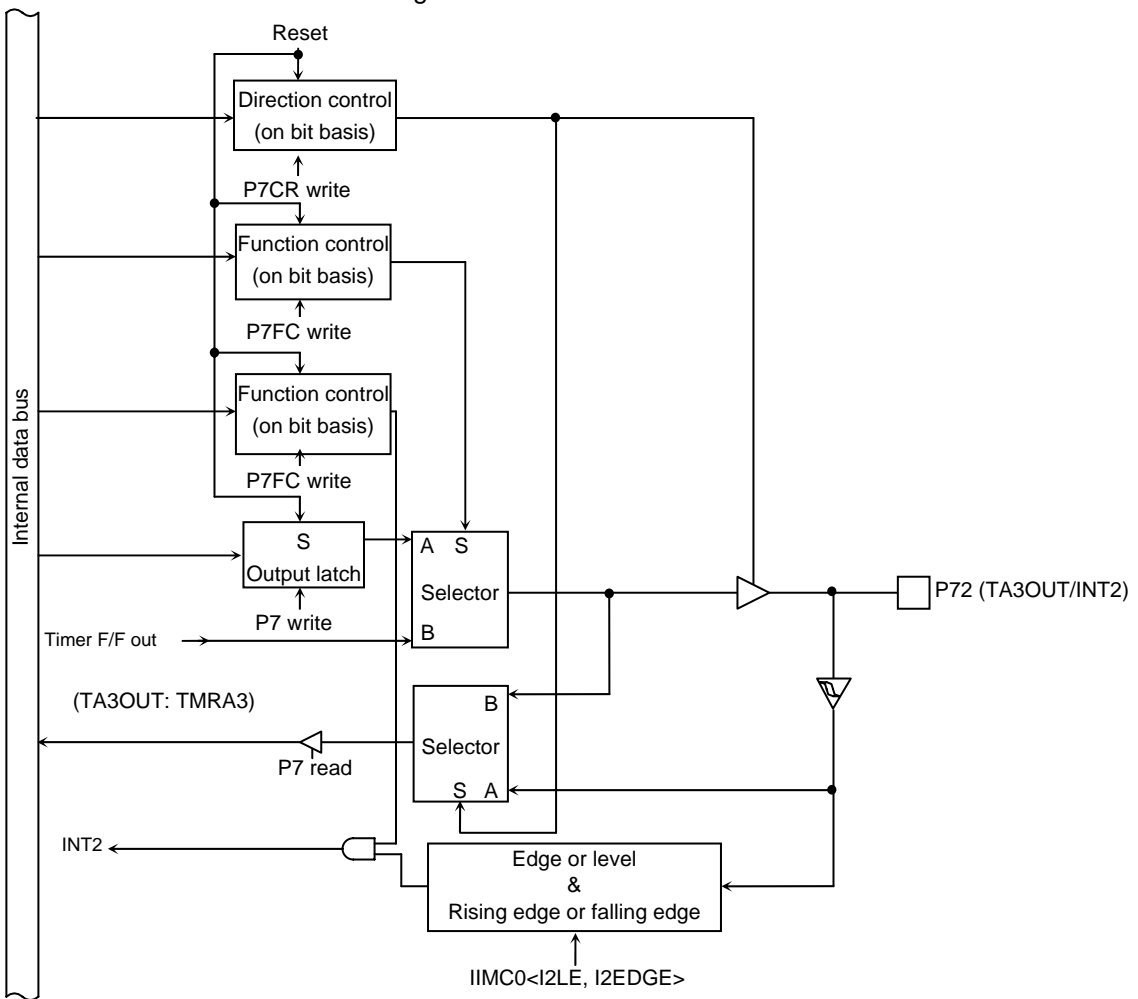 Reset
Direction control
(on bit basis)
P7CR write
Function control
(on bit basis)
P7FC write
Function control
(on bit basis)
P7FC write
Internal data bus
S
Output latch
P7 write
A S
Selector
B
Timer F/F out
P72 (TA3OUT/INT2)
(TA3OUT: TMRA3)
B
Selector
S A
P7 read
INT2
Edge or level
&
Rising edge or falling edge
IIMC0<I2LE, I2EDGE>